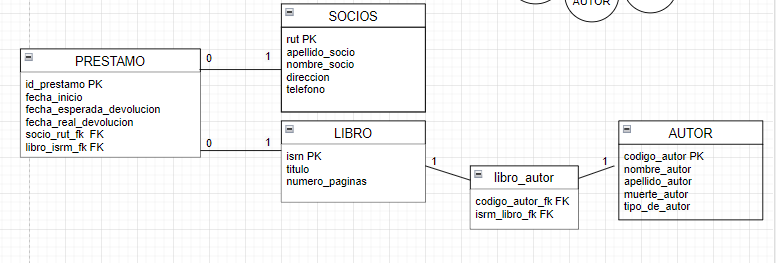 AUTOR
SOCIOS
rut PK
apellido_socio
nombre_socio
direccion
telefono
PRESTAMO
id_prestamo PK
fecha_inicio
fecha_esperada_devolucion
fecha_real_devolucion
socio_rut_fk FK
libro_isrm_fk FK
0
1
0
1
LIBRO
isrn PK
titulo
numero_paginas
1
libro_autor
codigo_autor_fk FK
isrm_libro_fk FK
1
AUTOR
codigo_autor PK
nombre_autor
apellido_autor
muerte_autor
tipo_de_autor